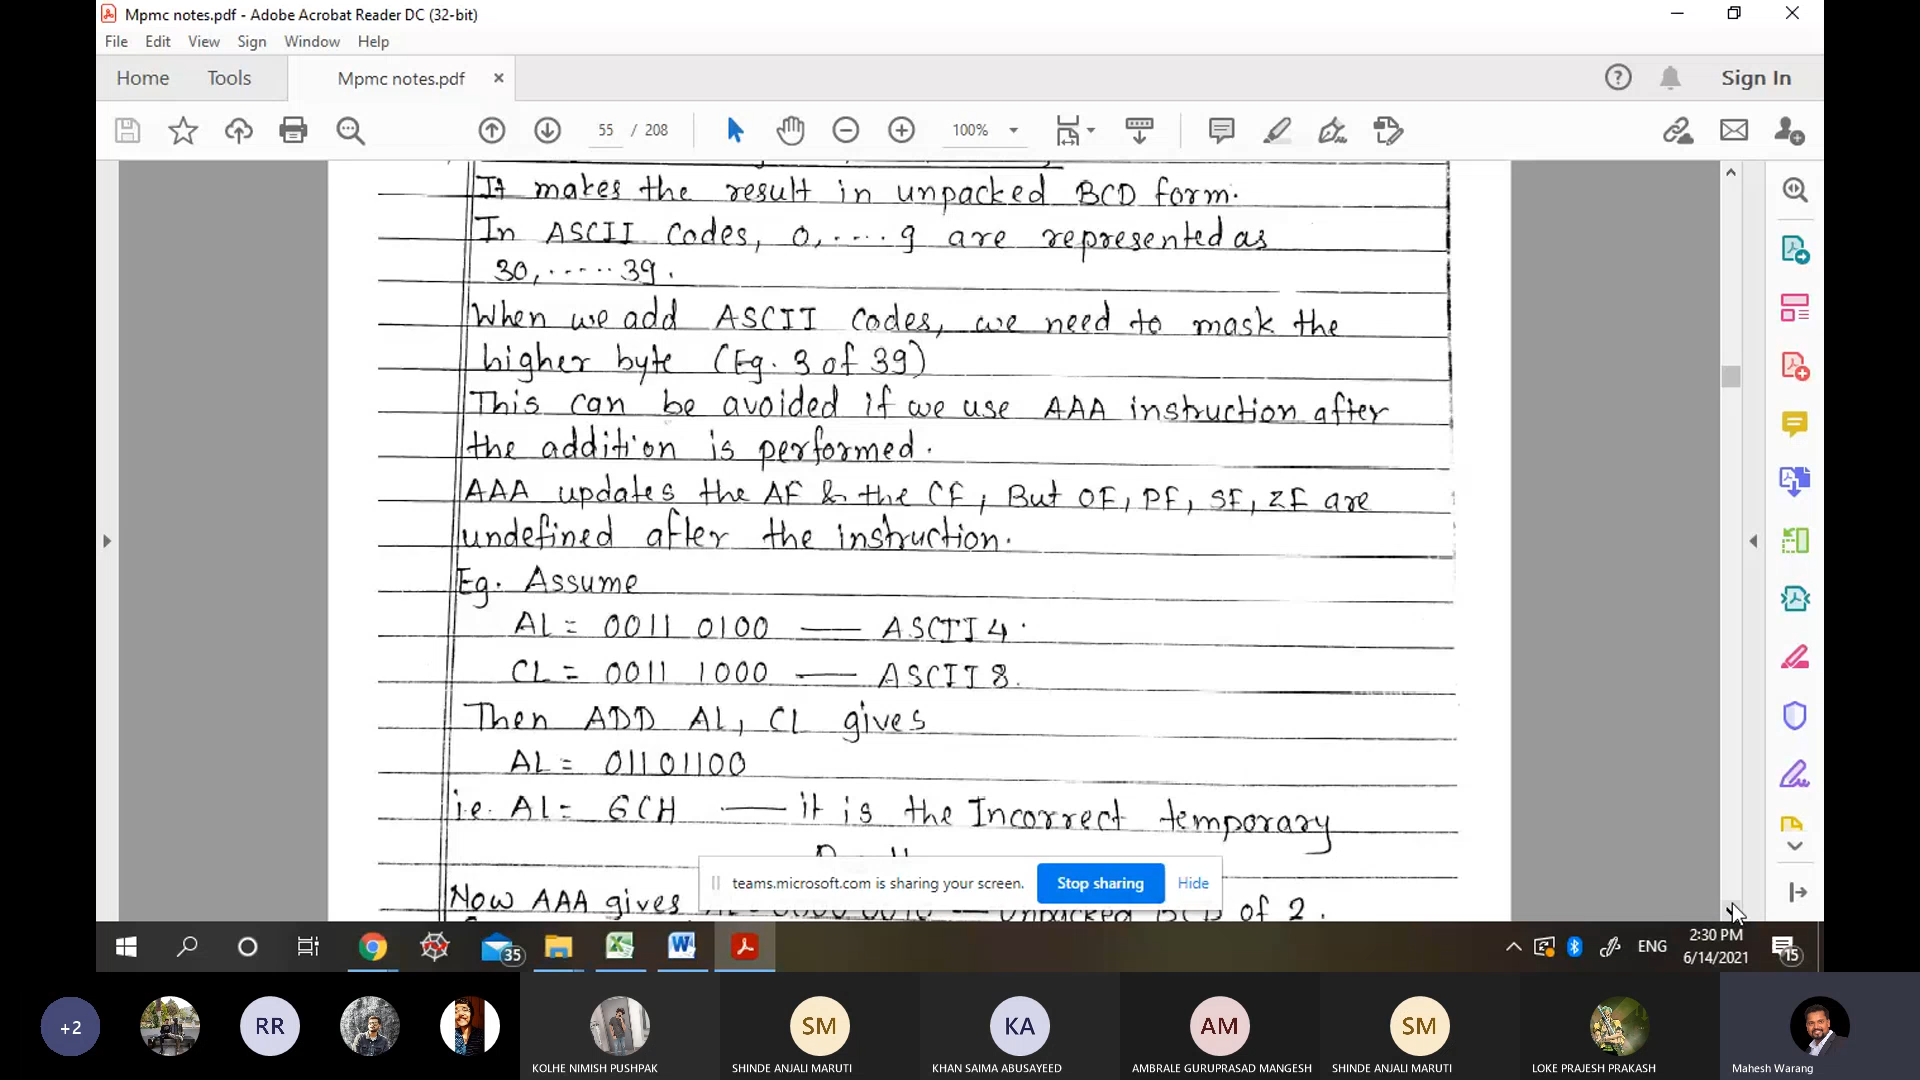 Mpmc notes.pdf - Adobe Acrobat Reader DC (32-bit)
File Edit View Sign Window Help
Home Tools Mpmc notes.pdf × Sign In
55 / 208 100%
It makes the result in unpacked BCD form.
In ASCII Codes, 0,.....9 are represented as
30,.....39.
When we add ASCII codes, we need to mask the
higher byte (Eg. 3 of 39)
This can be avoided if we use AAA instruction after
the addition is performed.
AAA updates the AF & the CF, But OF, PF, SF, ZF are
undefined after the instruction.
Eg. Assume
AL = 0011 0100 — ASCII 4.
CL = 0011 1000 — ASCII 8.
Then ADD AL, CL gives
AL = 01101100
i.e. AL = 6CH — it is the Incorrect temporary
teams.microsoft.com is sharing your screen. Stop sharing Hide
Now AAA gives unpacked BCD of 2.
35
ENG
2:30 PM
6/14/2021
15
+2 RR SM KA AM SM
KOLHE NIMISH PUSHPAK SHINDE ANJALI MARUTI KHAN SAIMA ABUSAYEED AMBRALE GURUPRASAD MANGESH SHINDE ANJALI MARUTI LOKE PRAJESH PRAKASH Mahesh Warang